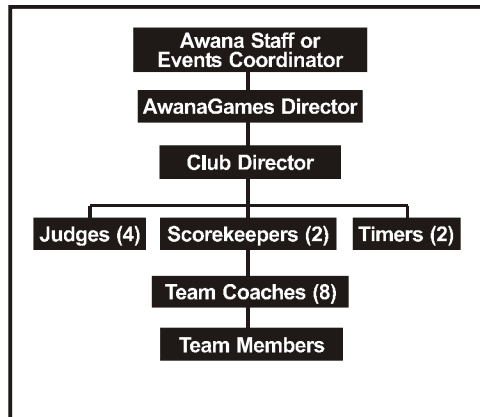 Awana Staff or
Events Coordinator
AwanaGames Director
Club Director
Judges (4) Scorekeepers (2) Timers (2)
Team Coaches (8)
Team Members